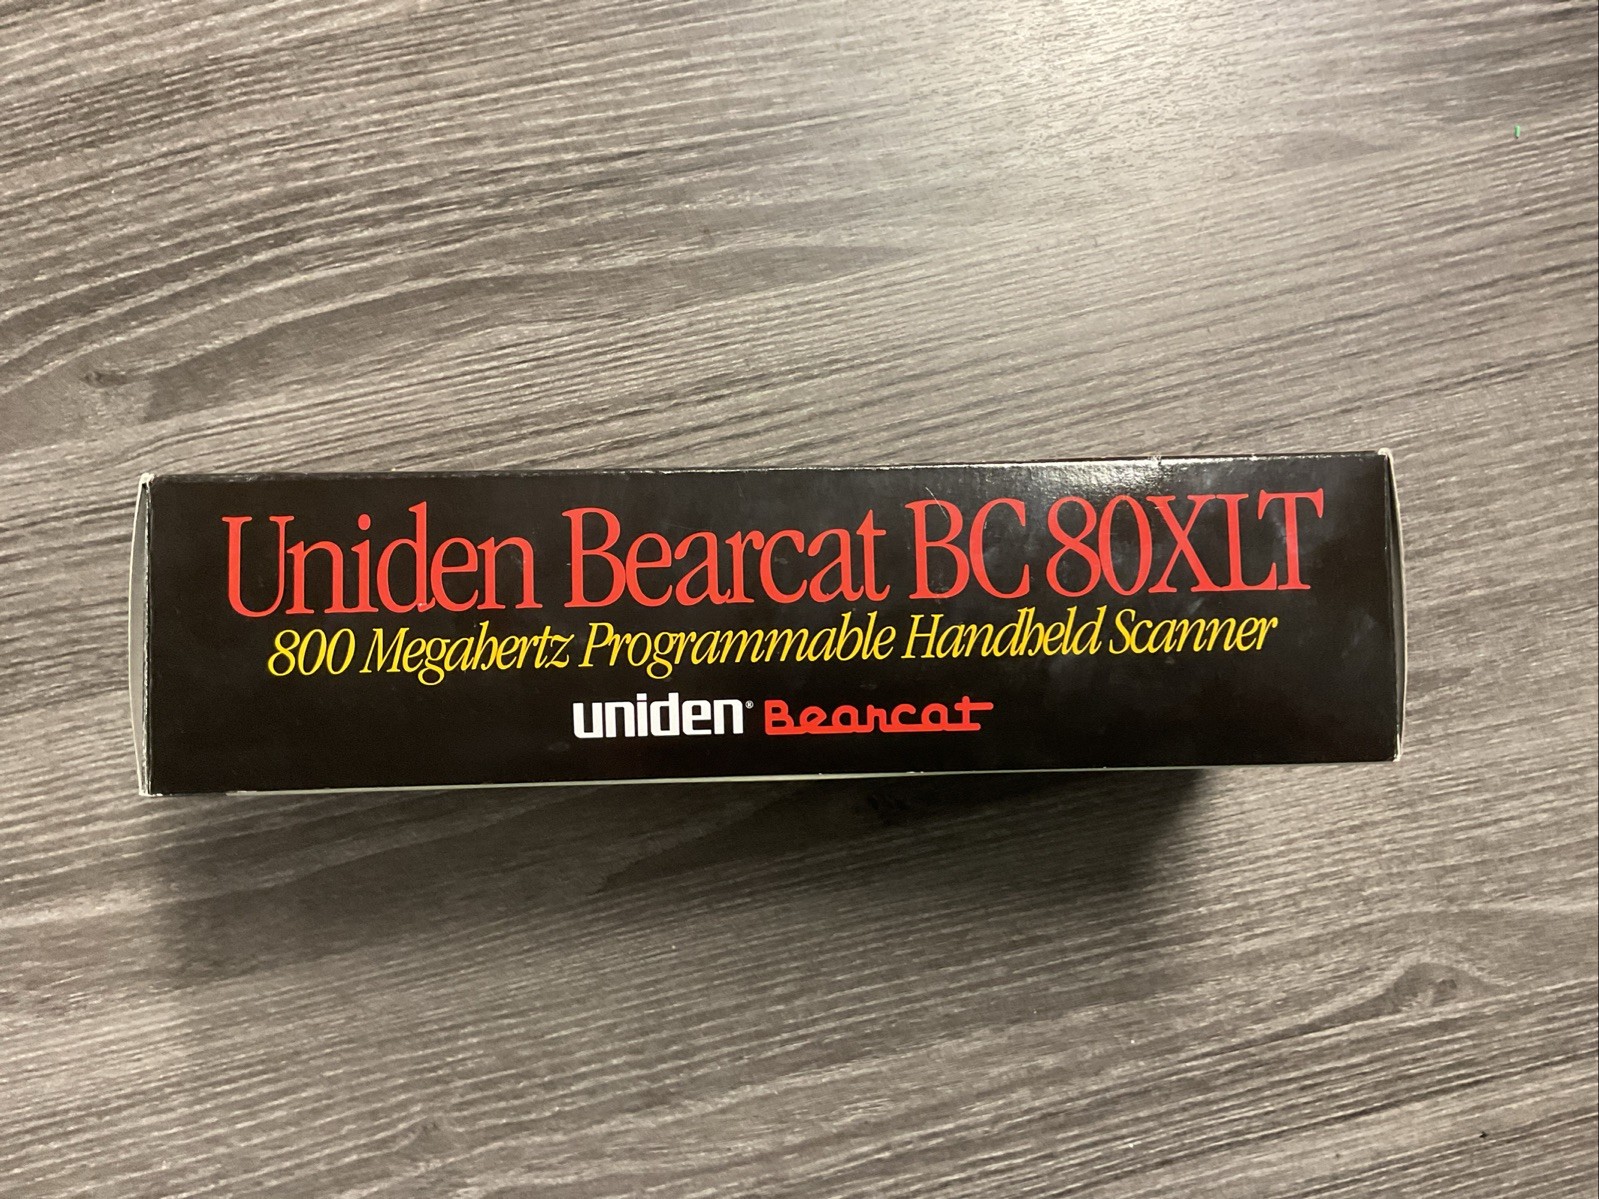 Uniden Bearcat BC 80XLT
800 Megahertz Programmable Handheld Scanner
uniden® Bearcat